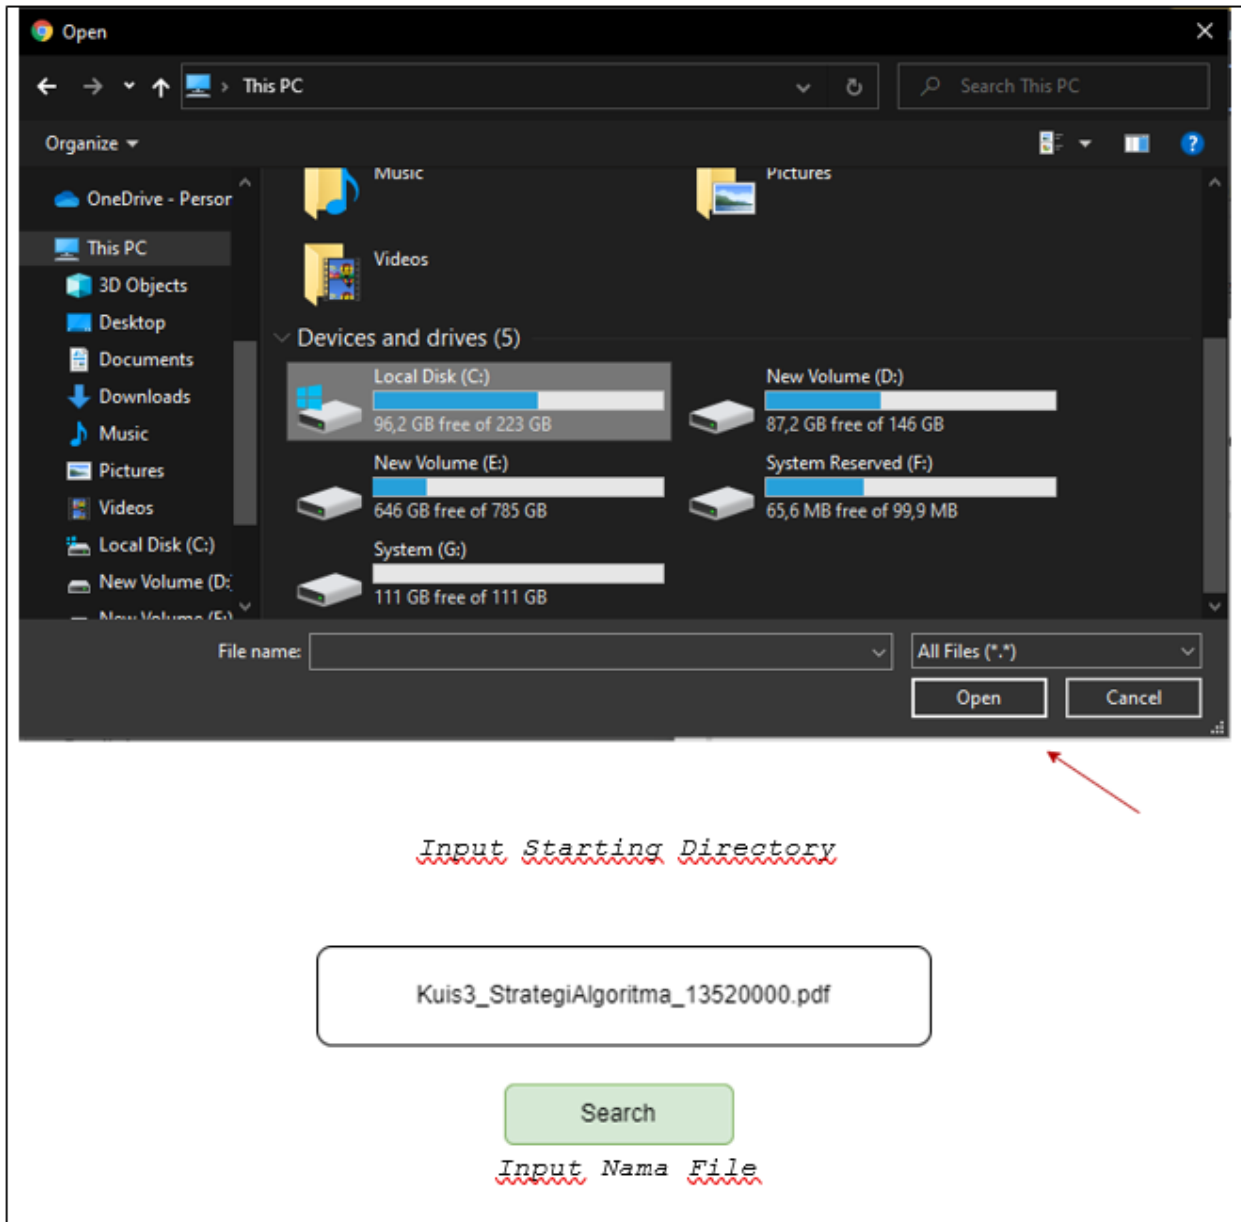 Open
This PC
Search This PC
Organize
OneDrive - Person
This PC
3D Objects
Desktop
Documents
Downloads
Music
Pictures
Videos
Local Disk (C:)
New Volume (D:
New Volume (E:)
Music
Pictures
Videos
Devices and drives (5)
Local Disk (C:)
96,2 GB free of 223 GB
New Volume (D:)
87,2 GB free of 146 GB
New Volume (E:)
646 GB free of 785 GB
System Reserved (F:)
65,6 MB free of 99,9 MB
System (G:)
111 GB free of 111 GB
File name:
All Files (*.*)
Open
Cancel
Input Starting Directory
Kuis3_StrategiAlgoritma_13520000.pdf
Search
Input Nama File